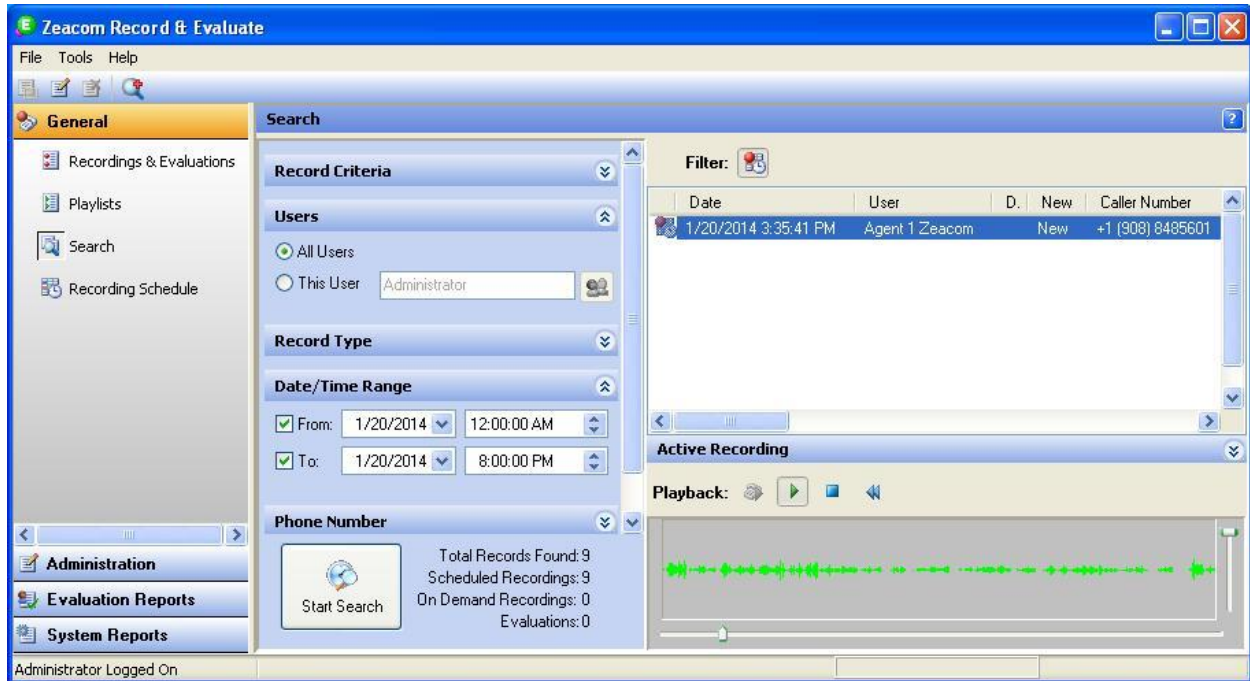 Zeacom Record & Evaluate
File Tools Help
General
Recordings & Evaluations
Playlists
Search
Recording Schedule
Administration
Evaluation Reports
System Reports
Search
Record Criteria
Users
All Users
This User Administrator
Record Type
Date/Time Range
From: 1/20/2014 12:00:00 AM
To: 1/20/2014 8:00:00 PM
Phone Number
Start Search
Total Records Found: 9
Scheduled Recordings: 9
On Demand Recordings: 0
Evaluations: 0
Filter:
Date User D. New Caller Number
1/20/2014 3:35:41 PM Agent 1 Zeacom New +1 (908) 8485601
Active Recording
Playback:
Administrator Logged On